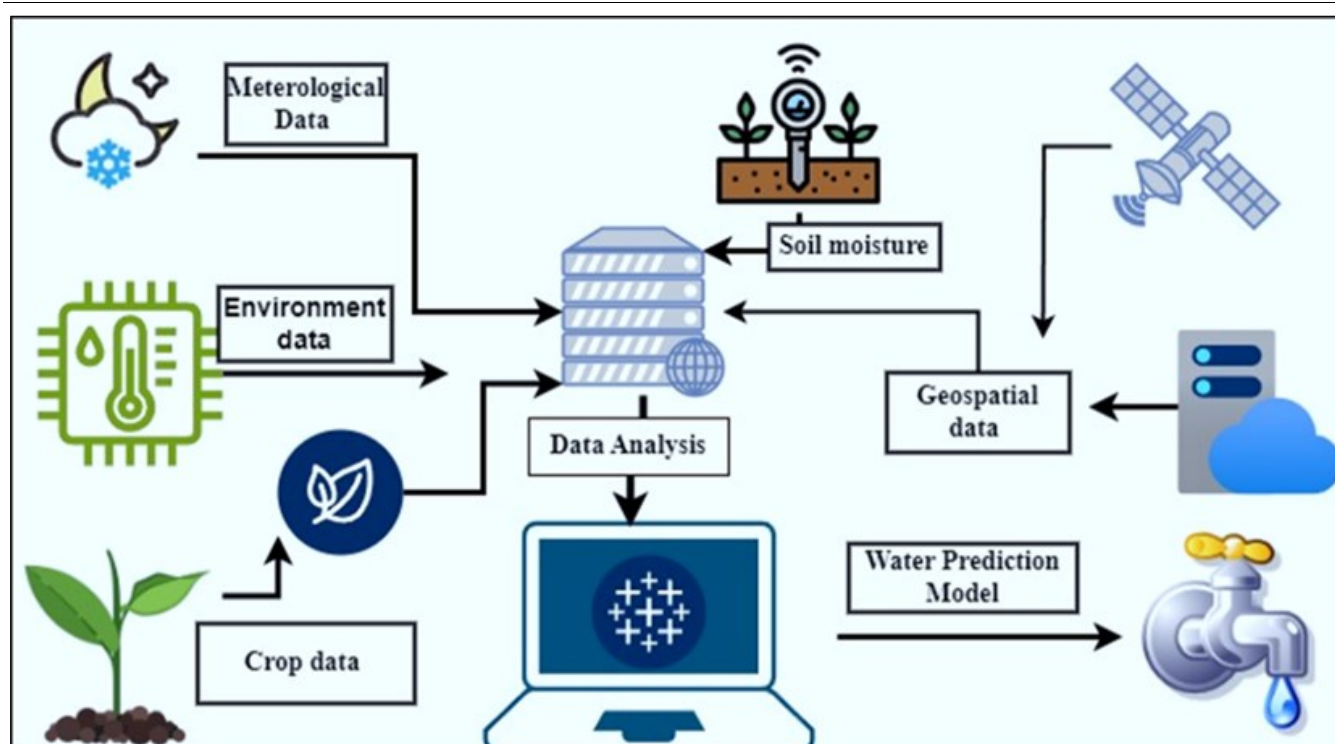 Meterological
Data
Soil moisture
Environment
data
Geospatial
data
Data Analysis
Water Prediction
Model
Crop data